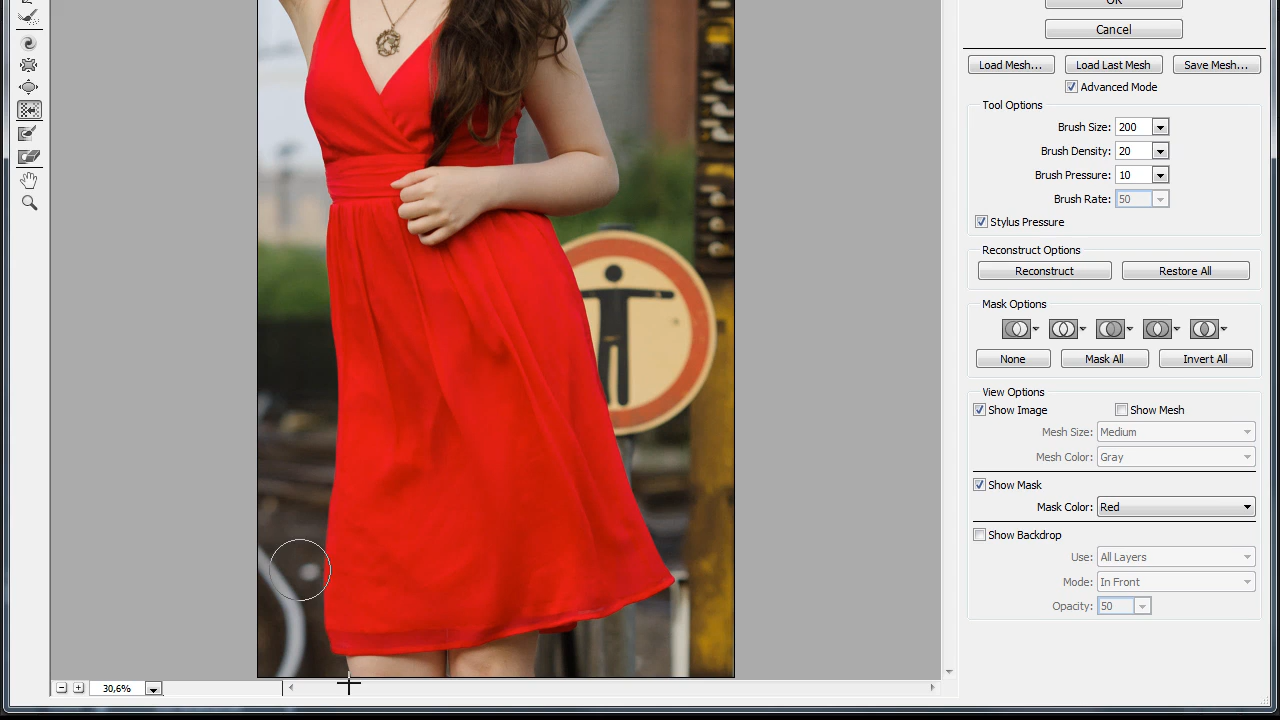 OK
Cancel
Load Mesh... Load Last Mesh Save Mesh...
Advanced Mode
Tool Options
Brush Size: 200
Brush Density: 20
Brush Pressure: 10
Brush Rate: 50
Stylus Pressure
Reconstruct Options
Reconstruct Restore All
Mask Options
None Mask All Invert All
View Options
Show Image Show Mesh
Mesh Size: Medium
Mesh Color: Gray
Show Mask
Mask Color: Red
Show Backdrop
Use: All Layers
Mode: In Front
Opacity: 50
30,6%